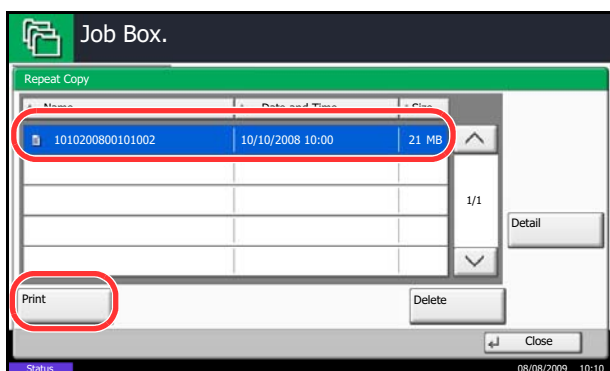 Job Box.
Repeat Copy
Name Date and Time Size
1010200800101002 10/10/2008 10:00 21 MB
1/1
Detail
Print Delete
Close
Status 08/08/2009 10:10